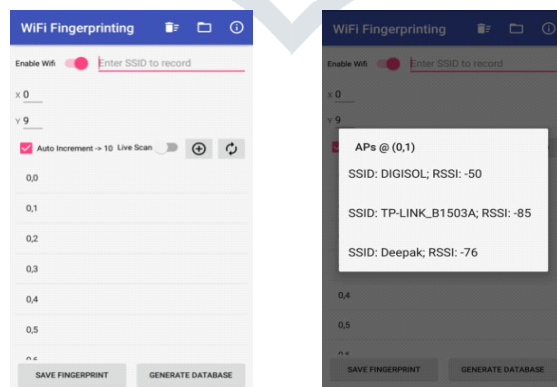 WiFi Fingerprinting
Enable Wifi Enter SSID to record
X 0
Y 9
Auto Increment -> 10 Live Scan
0,0
0,1
0,2
0,3
0,4
0,5
0,6
SAVE FINGERPRINT GENERATE DATABASE
WiFi Fingerprinting
Enable Wifi Enter SSID to record
X 0
Y 9
APs @ (0,1)
SSID: DIGISOL; RSSI: -50
SSID: TP-LINK_B1503A; RSSI: -85
SSID: Deepak; RSSI: -76
0,4
0,5
SAVE FINGERPRINT GENERATE DATABASE